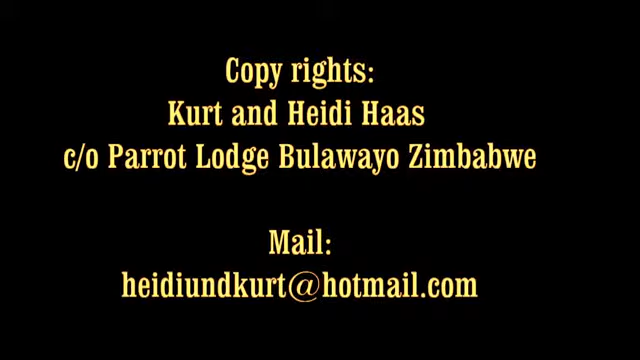 Copy rights:
Kurt and Heidi Haas
c/o Parrot Lodge Bulawayo Zimbabwe
Mail:
heidiundkurt@hotmail.com